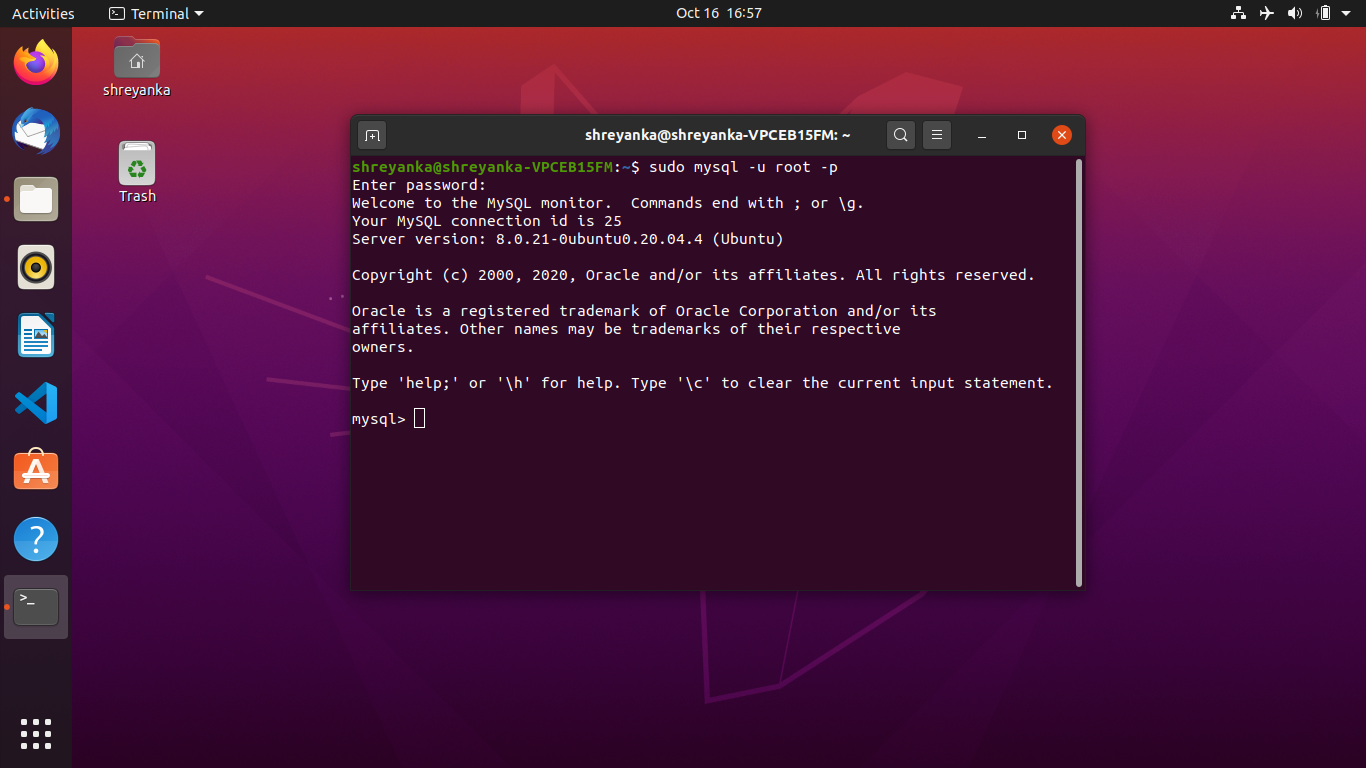 Activities
Terminal
Oct 16 16:57
shreyanka
Trash
shreyanka@shreyanka-VPCEB15FM: ~
shreyanka@shreyanka-VPCEB15FM:~$ sudo mysql -u root -p
Enter password:
Welcome to the MySQL monitor.  Commands end with ; or \g.
Your MySQL connection id is 25
Server version: 8.0.21-0ubuntu0.20.04.4 (Ubuntu)
Copyright (c) 2000, 2020, Oracle and/or its affiliates. All rights reserved.
Oracle is a registered trademark of Oracle Corporation and/or its
affiliates. Other names may be trademarks of their respective
owners.
Type 'help;' or '\h' for help. Type '\c' to clear the current input statement.
mysql>